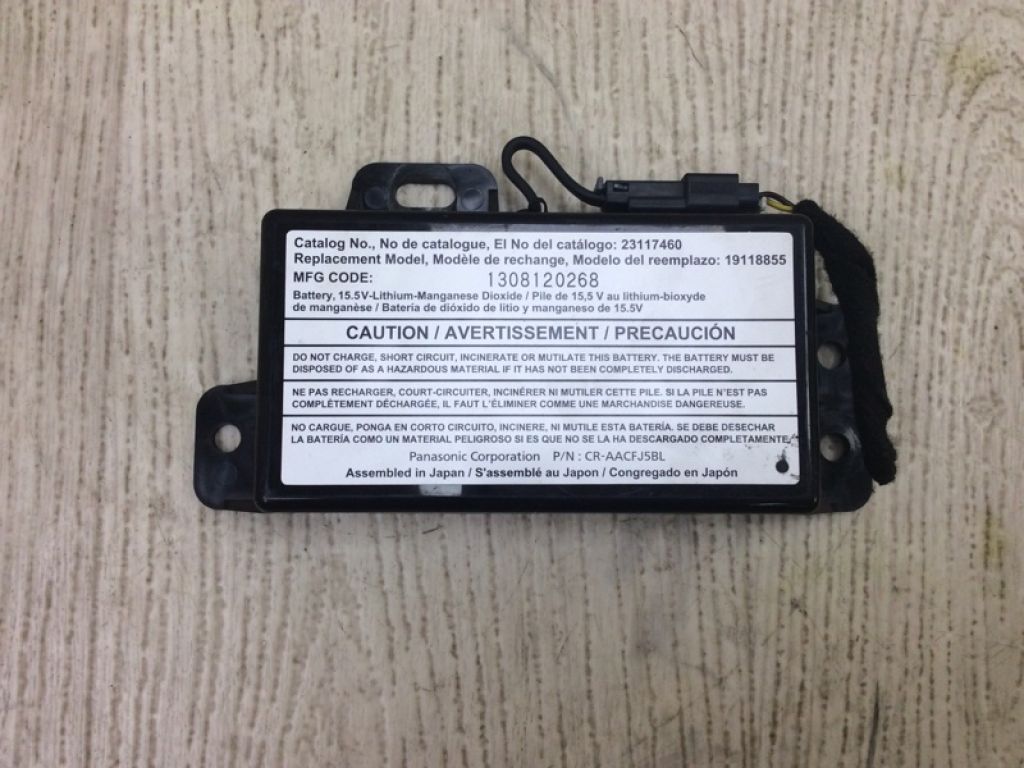 Catalog No., No de catalogue, El No del catálogo: 23117460
Replacement Model, Modèle de rechange, Modelo del reemplazo: 19118855
MFG CODE: 1308120268
Battery, 15.5V-Lithium-Manganese Dioxide / Pile de 15,5 V au lithium-bioxyde
de manganèse / Batería de dióxido de litio y manganeso de 15.5V
CAUTION / AVERTISSEMENT / PRECAUCIÓN
DO NOT CHARGE, SHORT CIRCUIT, INCINERATE OR MUTILATE THIS BATTERY. THE BATTERY MUST BE
DISPOSED OF AS A HAZARDOUS MATERIAL IF IT HAS NOT BEEN COMPLETELY DISCHARGED.
NE PAS RECHARGER, COURT-CIRCUITER, INCINÉRER NI MUTILER CETTE PILE. SI LA PILE N'EST PAS
COMPLÈTEMENT DÉCHARGÉE, IL FAUT L'ÉLIMINER COMME UNE MARCHANDISE DANGEREUSE.
NO CARGUE, PONGA EN CORTO CIRCUITO, INCINERE, NI MUTILE ESTA BATERÍA. SE DEBE DESECHAR
LA BATERÍA COMO UN MATERIAL PELIGROSO SI ES QUE NO SE LA HA DESCARGADO COMPLETAMENTE.
Panasonic Corporation P/N : CR-AACFJ5BL
Assembled in Japan / S'assemblé au Japon / Congregado en Japón